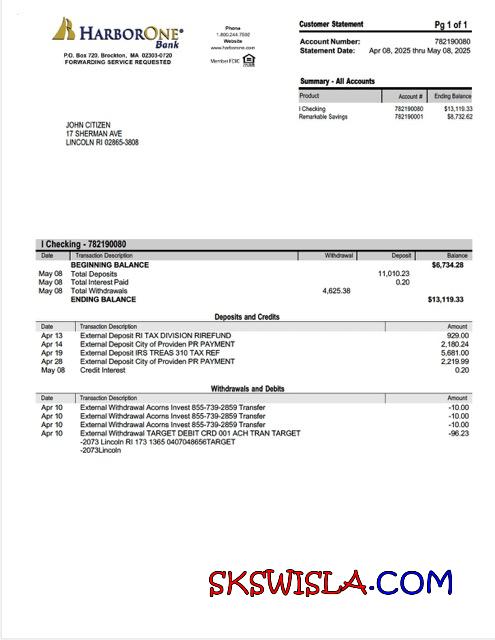 HARBORONE®
Bank
P.O. Box 720, Brockton, MA 02303-0720
FORWARDING SERVICE REQUESTED
Phone
1.800.244.7592
Website
www.harborone.com
Member FDIC
Customer Statement Pg 1 of 1
Account Number: 782190080
Statement Date: Apr 08, 2025 thru May 08, 2025
Summary - All Accounts
Product Account # Ending Balance
I Checking 782190080 $13,119.33
Remarkable Savings 782190001 $8,732.62
JOHN CITIZEN
17 SHERMAN AVE
LINCOLN RI 02865-3808
I Checking - 782190080
Date Transaction Description Withdrawal Deposit Balance
BEGINNING BALANCE $6,734.28
May 08 Total Deposits 11,010.23
May 08 Total Interest Paid 0.20
May 08 Total Withdrawals 4,625.38
ENDING BALANCE $13,119.33
Deposits and Credits
Date Transaction Description Amount
Apr 13 External Deposit RI TAX DIVISION RIREFUND 929.00
Apr 14 External Deposit City of Providen PR PAYMENT 2,180.24
Apr 19 External Deposit IRS TREAS 310 TAX REF 5,681.00
Apr 28 External Deposit City of Providen PR PAYMENT 2,219.99
May 08 Credit Interest 0.20
Withdrawals and Debits
Date Transaction Description Amount
Apr 10 External Withdrawal Acorns Invest 855-739-2859 Transfer -10.00
Apr 10 External Withdrawal Acorns Invest 855-739-2859 Transfer -10.00
Apr 10 External Withdrawal Acorns Invest 855-739-2859 Transfer -10.00
Apr 10 External Withdrawal TARGET DEBIT CRD 001 ACH TRAN TARGET -96.23
-2073 Lincoln RI 173 1365 0407048656TARGET
-2073Lincoln
SKSWISLA.COM